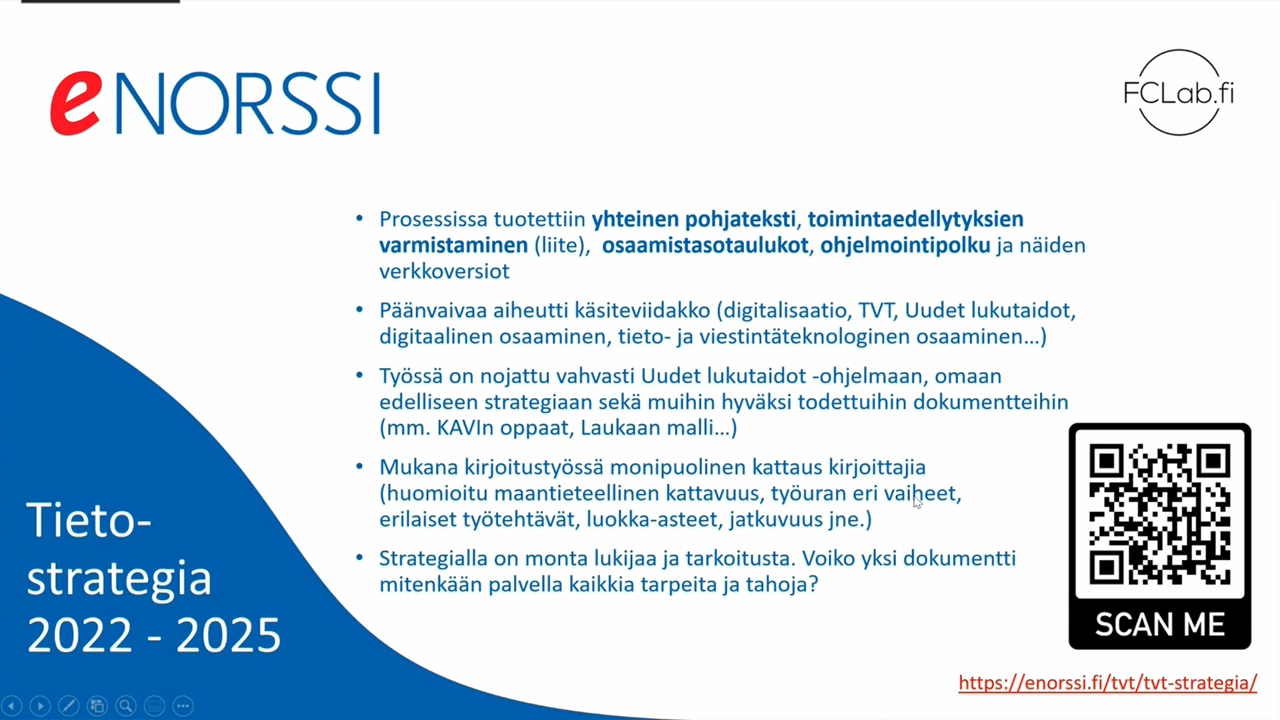 eNORSSI
FCLab.fi
• Prosessissa tuotettiin yhteinen pohjateksti, toimintaedellytyksien
varmistaminen (liite), osaamistasotaulukot, ohjelmointipolku ja näiden
verkkoversiot
• Päänvaivaa aiheutti käsiteviidakko (digitalisaatio, TVT, Uudet lukutaidot,
digitaalinen osaaminen, tieto- ja viestintäteknologinen osaaminen...)
• Työssä on nojattu vahvasti Uudet lukutaidot -ohjelmaan, omaan
edelliseen strategiaan sekä muihin hyväksi todettuihin dokumentteihin
(mm. KAVIn oppaat, Laukaan malli...)
• Mukana kirjoitustyössä monipuolinen kattaus kirjoittajia
(huomioitu maantieteellinen kattavuus, työuran eri vaiheet,
erilaiset työtehtävät, luokka-asteet, jatkuvuus jne.)
• Strategialla on monta lukijaa ja tarkoitusta. Voiko yksi dokumentti
mitenkään palvella kaikkia tarpeita ja tahoja?
Tieto-
strategia
2022 - 2025
SCAN ME
https://enorssi.fi/tvt/tvt-strategia/